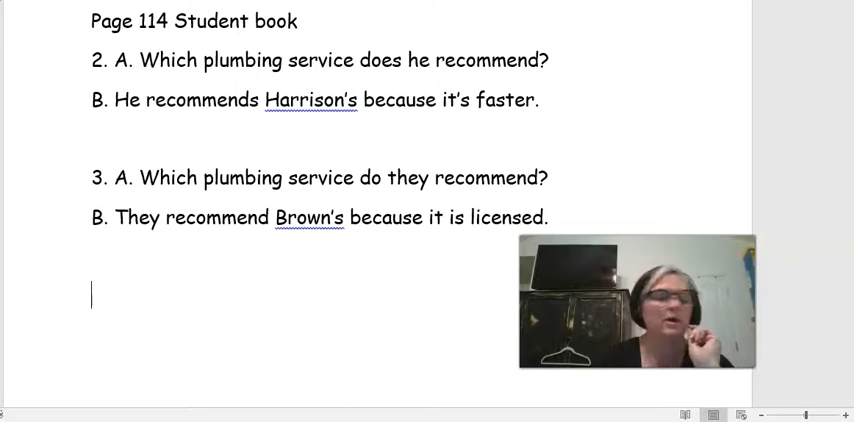 Page 114 Student book
2. A. Which plumbing service does he recommend?
B. He recommends Harrison's because it's faster.
3. A. Which plumbing service do they recommend?
B. They recommend Brown's because it is licensed.